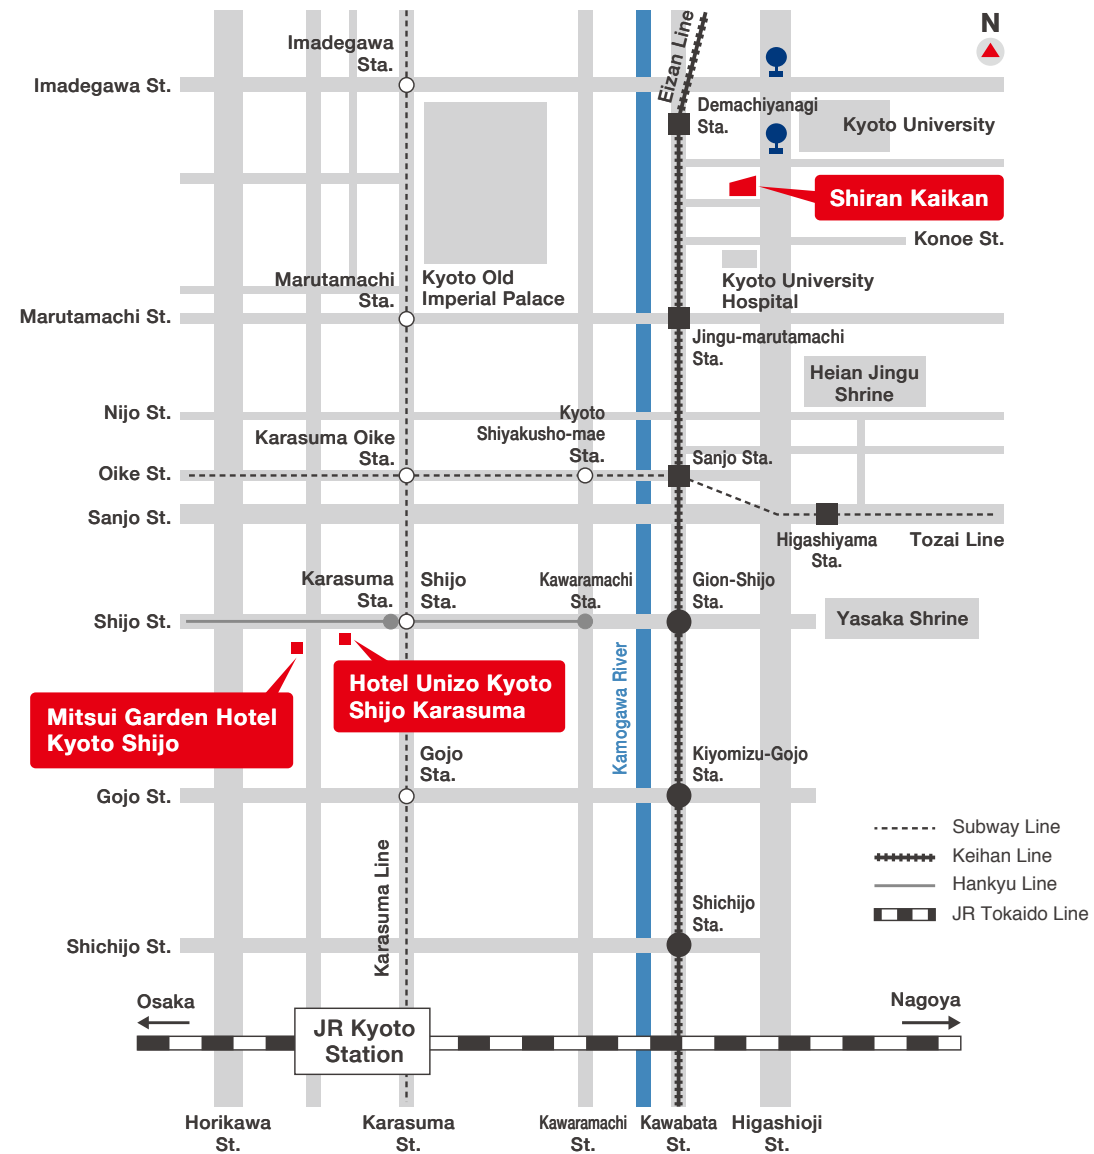 N
Imadegawa
Sta.
Imadegawa St.
Eizan Line
Demachiyanagi
Sta.
Kyoto University
Shiran Kaikan
Konoe St.
Kyoto Old
Imperial Palace
Marutamachi
Sta.
Kyoto University
Hospital
Marutamachi St.
Jingu-marutamachi
Sta.
Heian Jingu
Shrine
Nijo St.
Kyoto
Shiyakusho-mae
Sta.
Karasuma Oike
Sta.
Sanjo Sta.
Oike St.
Sanjo St.
Higashiyama
Sta.
Tozai Line
Karasuma
Sta.
Shijo
Sta.
Kawaramachi
Sta.
Gion-Shijo
Sta.
Shijo St.
Yasaka Shrine
Hotel Unizo Kyoto
Shijo Karasuma
Mitsui Garden Hotel
Kyoto Shijo
Kamogawa River
Gojo
Sta.
Kiyomizu-Gojo
Sta.
Gojo St.
Subway Line
Keihan Line
Hankyu Line
JR Tokaido Line
Karasuma Line
Shichijo
Sta.
Shichijo St.
Osaka
Nagoya
JR Kyoto
Station
Horikawa
St.
Karasuma
St.
Kawaramachi
St.
Kawabata
St.
Higashioji
St.